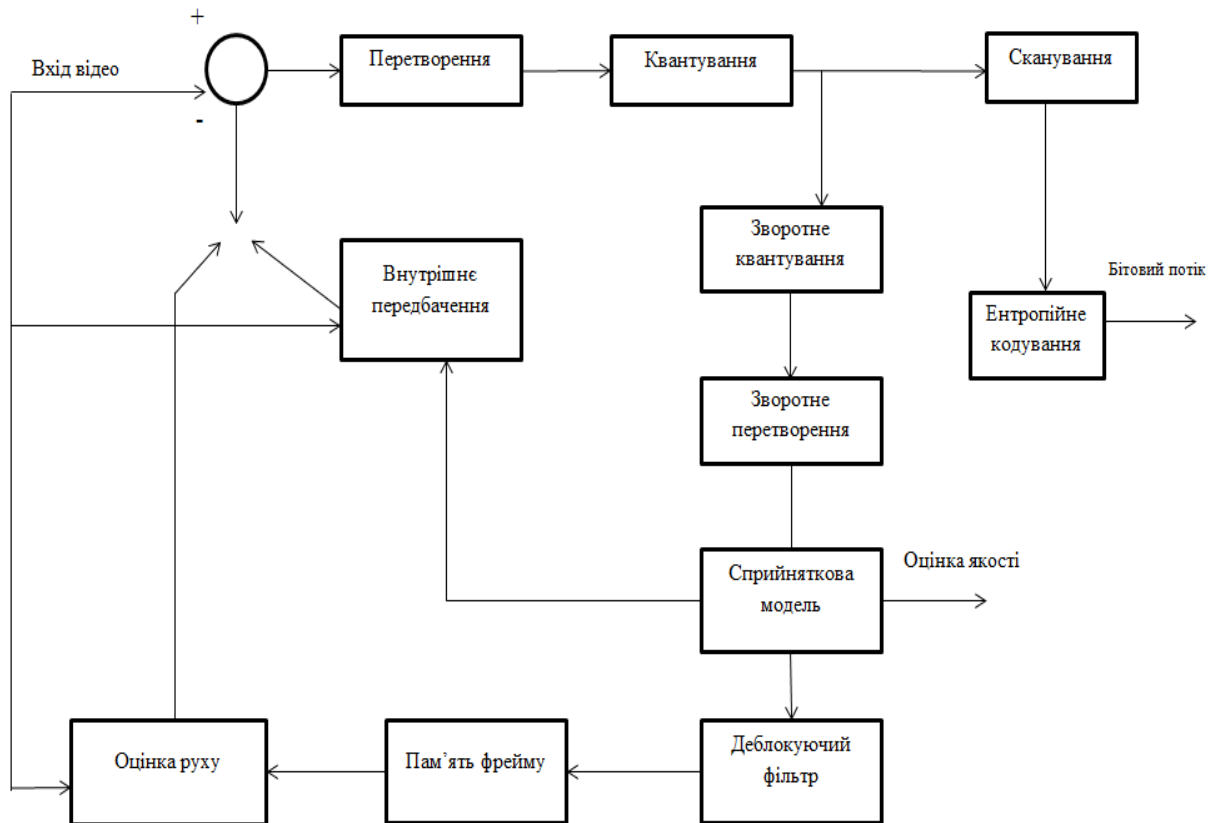 +
Вхід відео
-
Перетворення
Квантування
Сканування
Внутрішнє
передбачення
Зворотне
квантування
Бітовий потік
Ентропійне
кодування
Зворотне
перетворення
Сприйняткова
модель
Оцінка якості
Оцінка руху
Пам’ять фрейму
Деблокуючий
фільтр